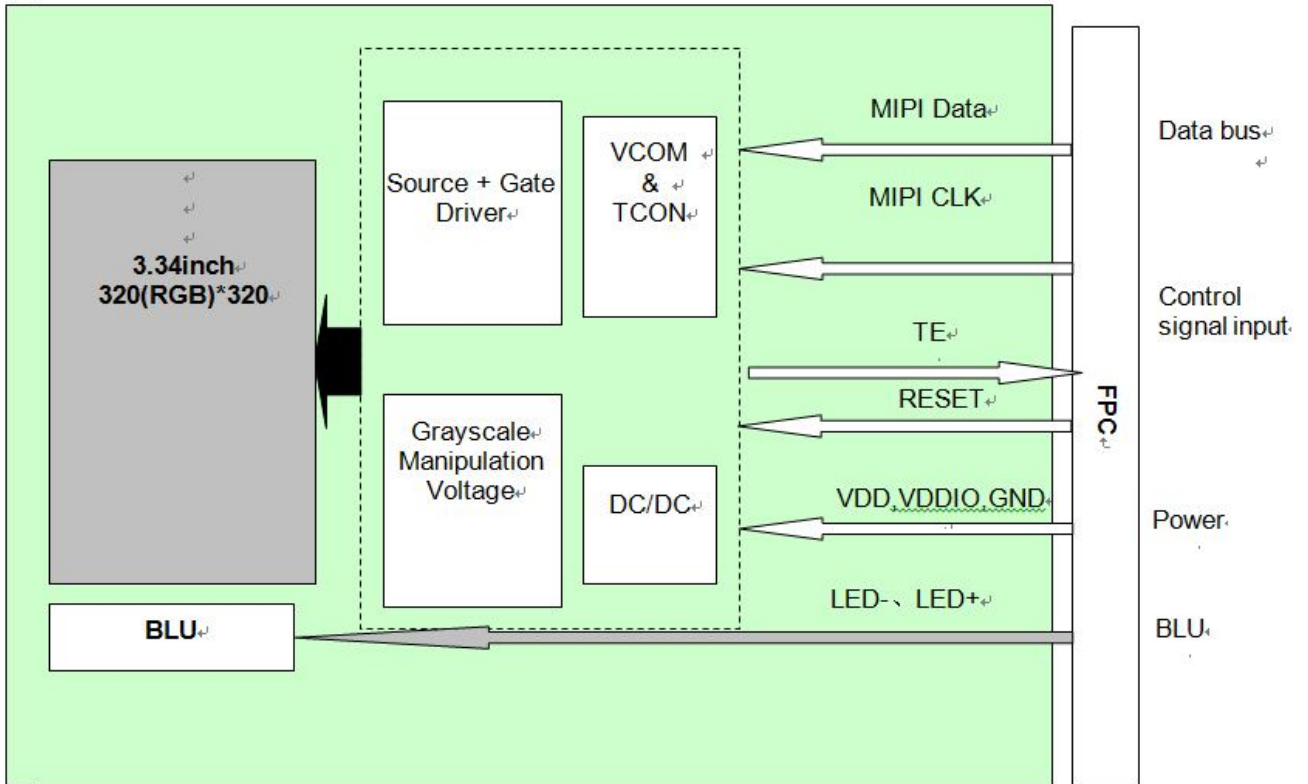 MIPI Data
Data bus
VCOM
&
TCON
Source + Gate
Driver
MIPI CLK
3.34inch
320(RGB)*320
Control
signal input
TE
RESET
FPC
Grayscale
Manipulation
Voltage
DC/DC
VDD,VDDIO,GND
Power
LED-、LED+
BLU
BLU